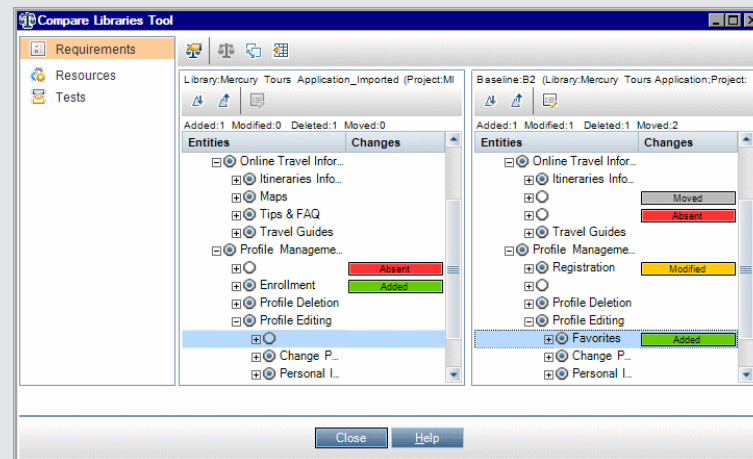 Compare Libraries Tool
Requirements
Resources
Tests
Library:Mercury Tours Application_Imported (Project:MI
Added:1 Modified:0 Deleted:1 Moved:0
Entities Changes
Online Travel Infor...
Itineraries Info...
Maps
Tips & FAQ
Travel Guides
Profile Manageme...
Absent
Enrollment Added
Profile Deletion
Profile Editing
Change P...
Personal I...
Baseline:B2 (Library:Mercury Tours Application;Project:
Added:1 Modified:1 Deleted:1 Moved:2
Entities Changes
Online Travel Infor...
Itineraries Info...
Moved
Absent
Travel Guides
Profile Manageme...
Registration Modified
Profile Deletion
Profile Editing
Favorites Added
Change P...
Personal I...
Close Help